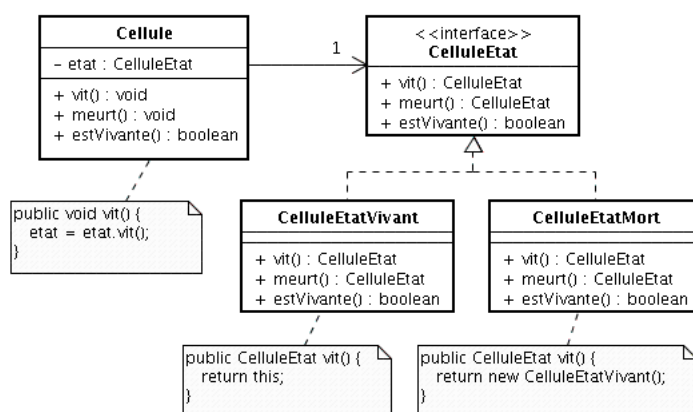 Cellule
- etat : CelluleEtat
+ vit() : void
+ meurt() : void
+ estVivante() : boolean
1
<<interface>>
CelluleEtat
+ vit() : CelluleEtat
+ meurt() : CelluleEtat
+ estVivante() : boolean
public void vit() {
etat = etat.vit();
}
CelluleEtatVivant
+ vit() : CelluleEtat
+ meurt() : CelluleEtat
+ estVivante() : boolean
CelluleEtatMort
+ vit() : CelluleEtat
+ meurt() : CelluleEtat
+ estVivante() : boolean
public CelluleEtat vit() {
return this;
}
public CelluleEtat vit() {
return new CelluleEtatVivant();
}